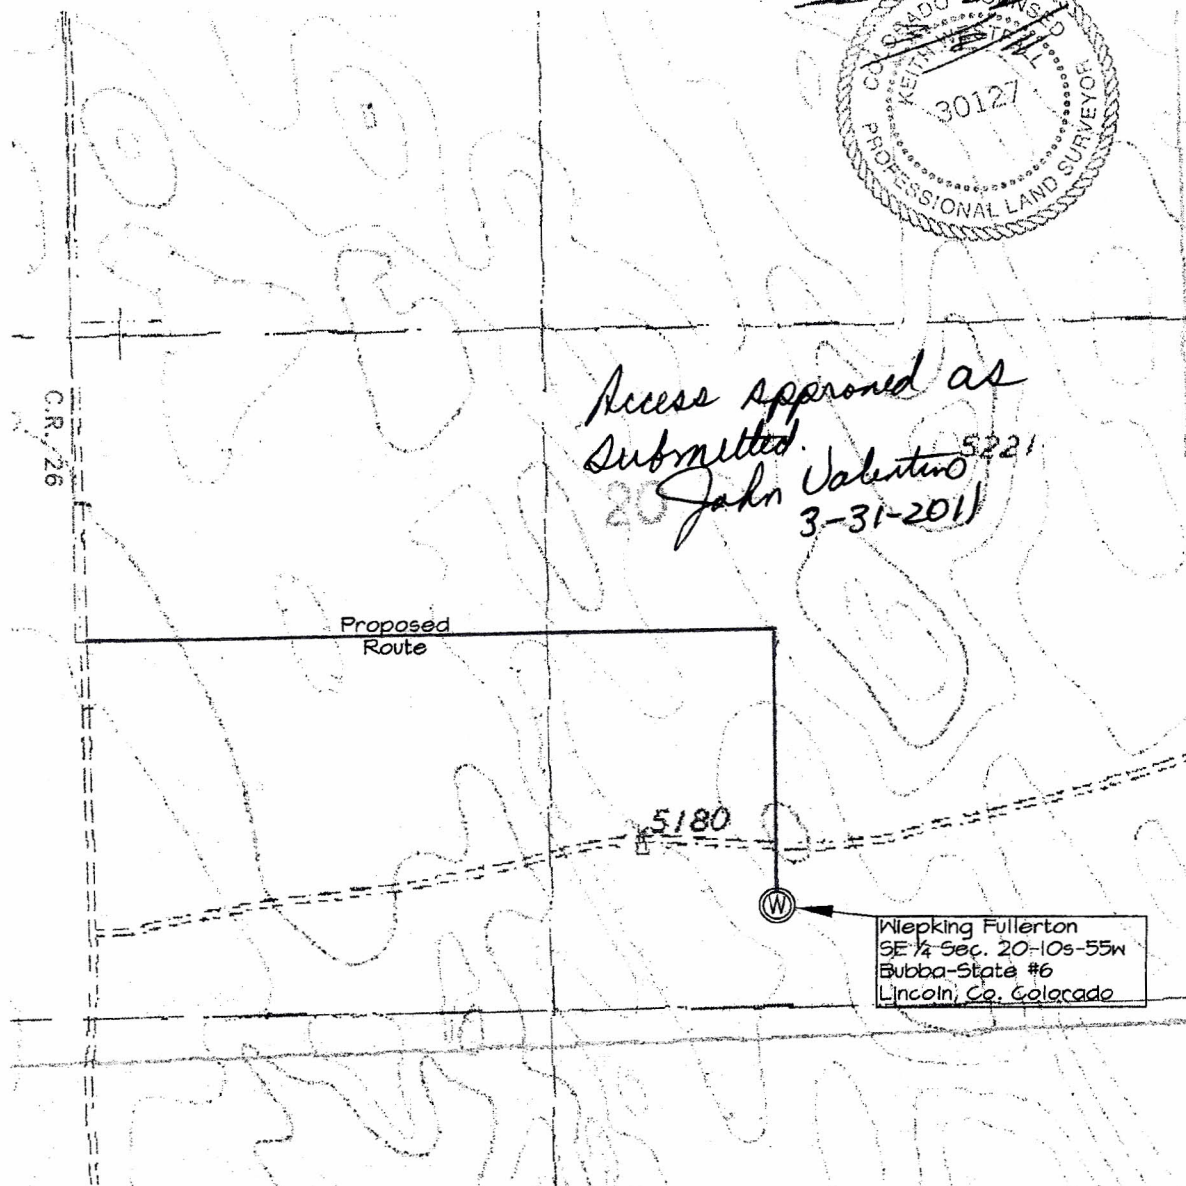 COLORADO LICENSED
KEITH WESTFALL
30127
PROFESSIONAL LAND SURVEYOR
Access approved as
submitted.
5221
John Valentino
3-31-2011
20
C.R. 26
Proposed
Route
5180
W
Wiepking Fullerton
SE ¼ Sec. 20-10s-55w
Bubba-State #6
Lincoln, Co. Colorado